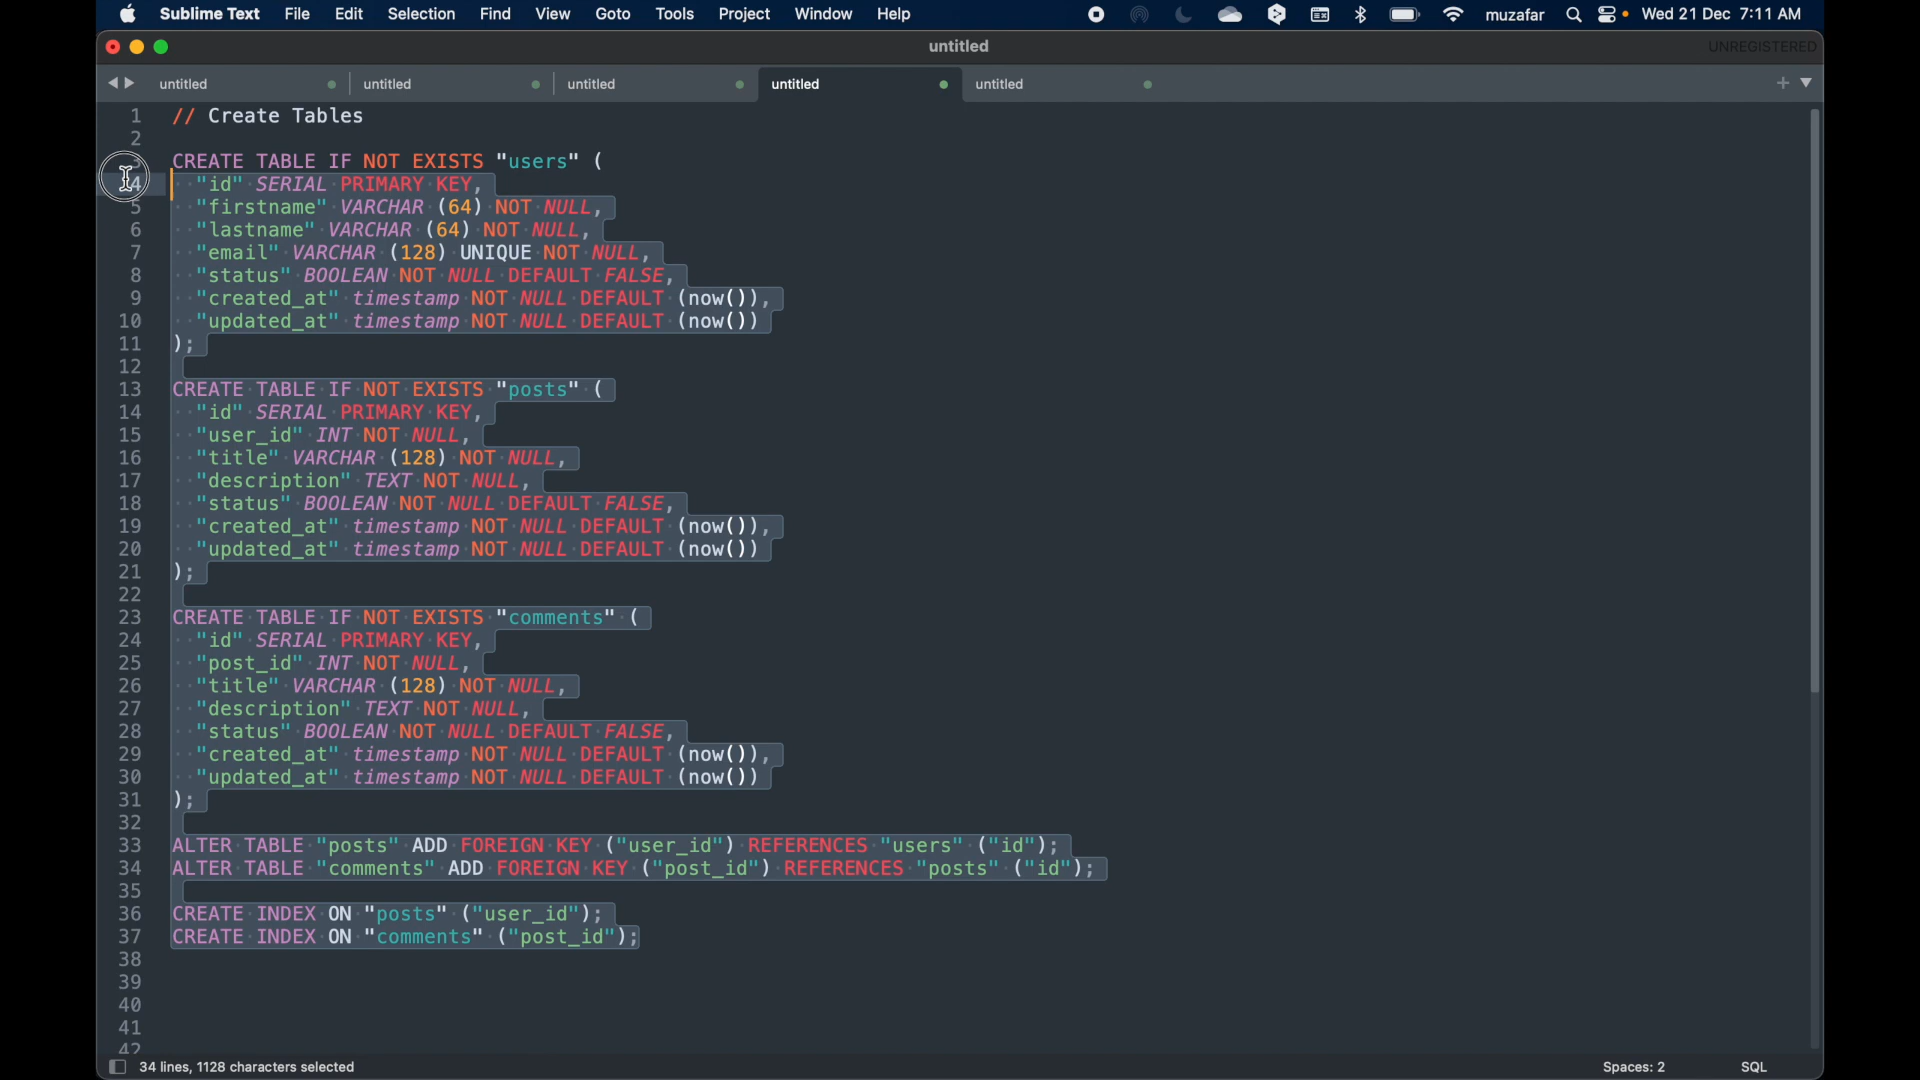 Sublime Text File Edit Selection Find View Goto Tools Project Window Help muzafar Wed 21 Dec 7:11 AM
untitled UNREGISTERED
untitled untitled untitled untitled untitled
1 // Create Tables
2
3 CREATE TABLE IF NOT EXISTS "users" (
4 "id" SERIAL PRIMARY KEY,
5 "firstname" VARCHAR (64) NOT NULL,
6 "lastname" VARCHAR (64) NOT NULL,
7 "email" VARCHAR (128) UNIQUE NOT NULL,
8 "status" BOOLEAN NOT NULL DEFAULT FALSE,
9 "created_at" timestamp NOT NULL DEFAULT (now()),
10 "updated_at" timestamp NOT NULL DEFAULT (now())
11 );
12
13 CREATE TABLE IF NOT EXISTS "posts" (
14 "id" SERIAL PRIMARY KEY,
15 "user_id" INT NOT NULL,
16 "title" VARCHAR (128) NOT NULL,
17 "description" TEXT NOT NULL,
18 "status" BOOLEAN NOT NULL DEFAULT FALSE,
19 "created_at" timestamp NOT NULL DEFAULT (now()),
20 "updated_at" timestamp NOT NULL DEFAULT (now())
21 );
22
23 CREATE TABLE IF NOT EXISTS "comments" (
24 "id" SERIAL PRIMARY KEY,
25 "post_id" INT NOT NULL,
26 "title" VARCHAR (128) NOT NULL,
27 "description" TEXT NOT NULL,
28 "status" BOOLEAN NOT NULL DEFAULT FALSE,
29 "created_at" timestamp NOT NULL DEFAULT (now()),
30 "updated_at" timestamp NOT NULL DEFAULT (now())
31 );
32
33 ALTER TABLE "posts" ADD FOREIGN KEY ("user_id") REFERENCES "users" ("id");
34 ALTER TABLE "comments" ADD FOREIGN KEY ("post_id") REFERENCES "posts" ("id");
35
36 CREATE INDEX ON "posts" ("user_id");
37 CREATE INDEX ON "comments" ("post_id");
38
39
40
41
42
34 lines, 1128 characters selected Spaces: 2 SQL